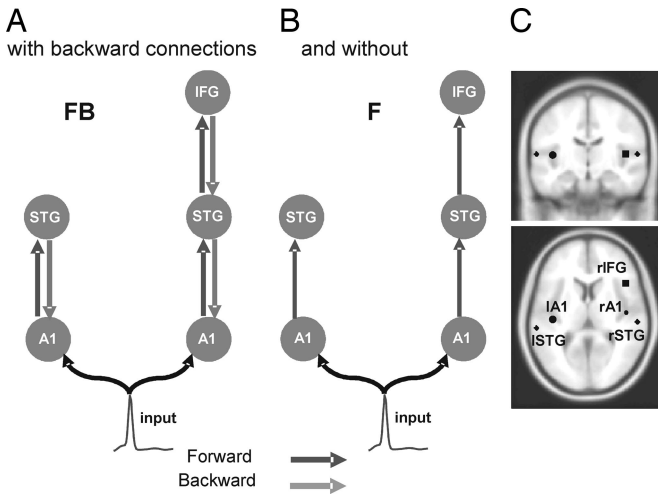 A
with backward connections
FB
IFG
STG
STG
A1
A1
input
B
and without
F
IFG
STG
STG
A1
A1
input
Forward
Backward
C
rIFG
lA1
rA1
lSTG
rSTG